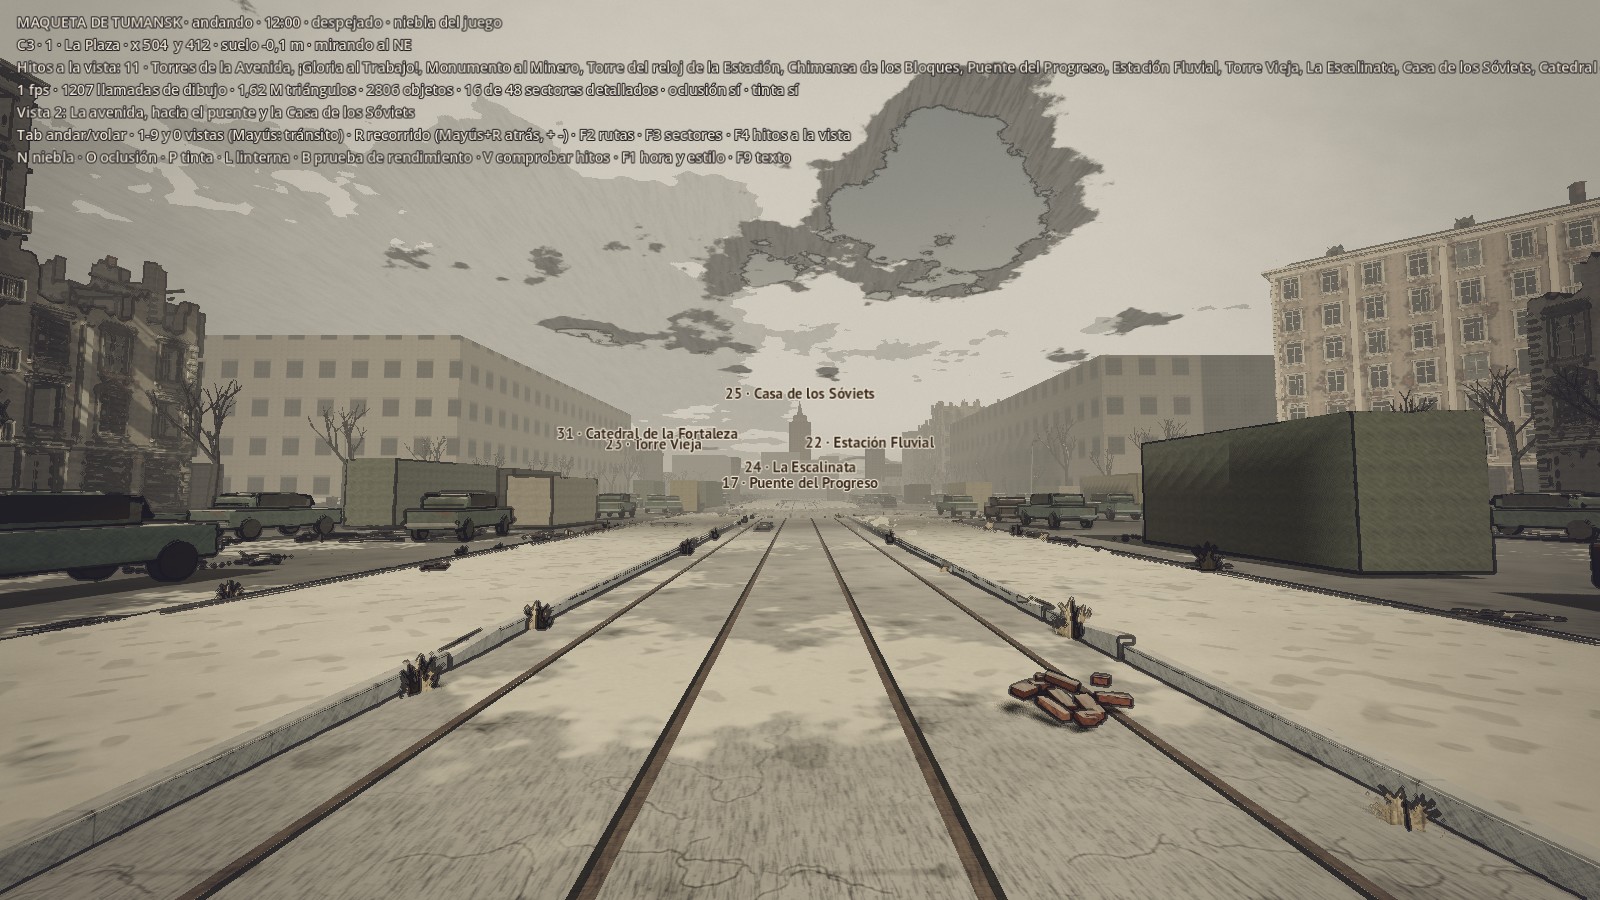 MAQUETA DE TUMANSK · andando · 12:00 · despejado · niebla del juego
C3 · 1 · La Plaza · x 504 y 412 · suelo -0,1 m · mirando al NE
Hitos a la vista: 11 · Torres de la Avenida, ¡Gloria al Trabajo!, Monumento al Minero, Torre del reloj de la Estación, Chimenea de los Bloques, Puente del Progreso, Estación Fluvial, Torre Vieja, La Escalinata, Casa de los Sóviets, Catedral
1 fps · 1207 llamadas de dibujo · 1,62 M triángulos · 2806 objetos · 16 de 48 sectores detallados · oclusión sí · tinta sí
Vista 2: La avenida, hacia el puente y la Casa de los Sóviets
Tab andar/volar · 1-9 y 0 vistas (Mayús: tránsito) · R recorrido (Mayús+R atrás, + -) · F2 rutas · F3 sectores · F4 hitos a la vista
N niebla · O oclusión · P tinta · L linterna · B prueba de rendimiento · V comprobar hitos · F1 hora y estilo · F9 texto
25 · Casa de los Sóviets
31 · Catedral de la Fortaleza
23 · Torre Vieja
22 · Estación Fluvial
24 · La Escalinata
17 · Puente del Progreso